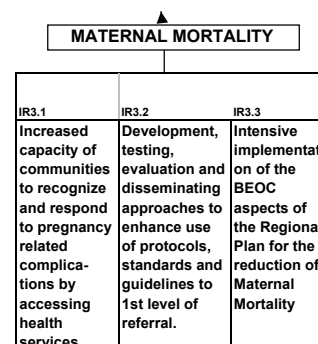 MATERNAL MORTALITY
IR3.1
Increased
capacity of
communities
to recognize
and respond
to pregnancy
related
complica-
tions by
accessing
health
services
IR3.2
Development,
testing,
evaluation and
disseminating
approaches to
enhance use
of protocols,
standards and
guidelines to
1st level of
referral.
IR3.3
Intensive
implementati
on of the
BEOC
aspects of
the Regiona
Plan for the
reduction of
Maternal
Mortality